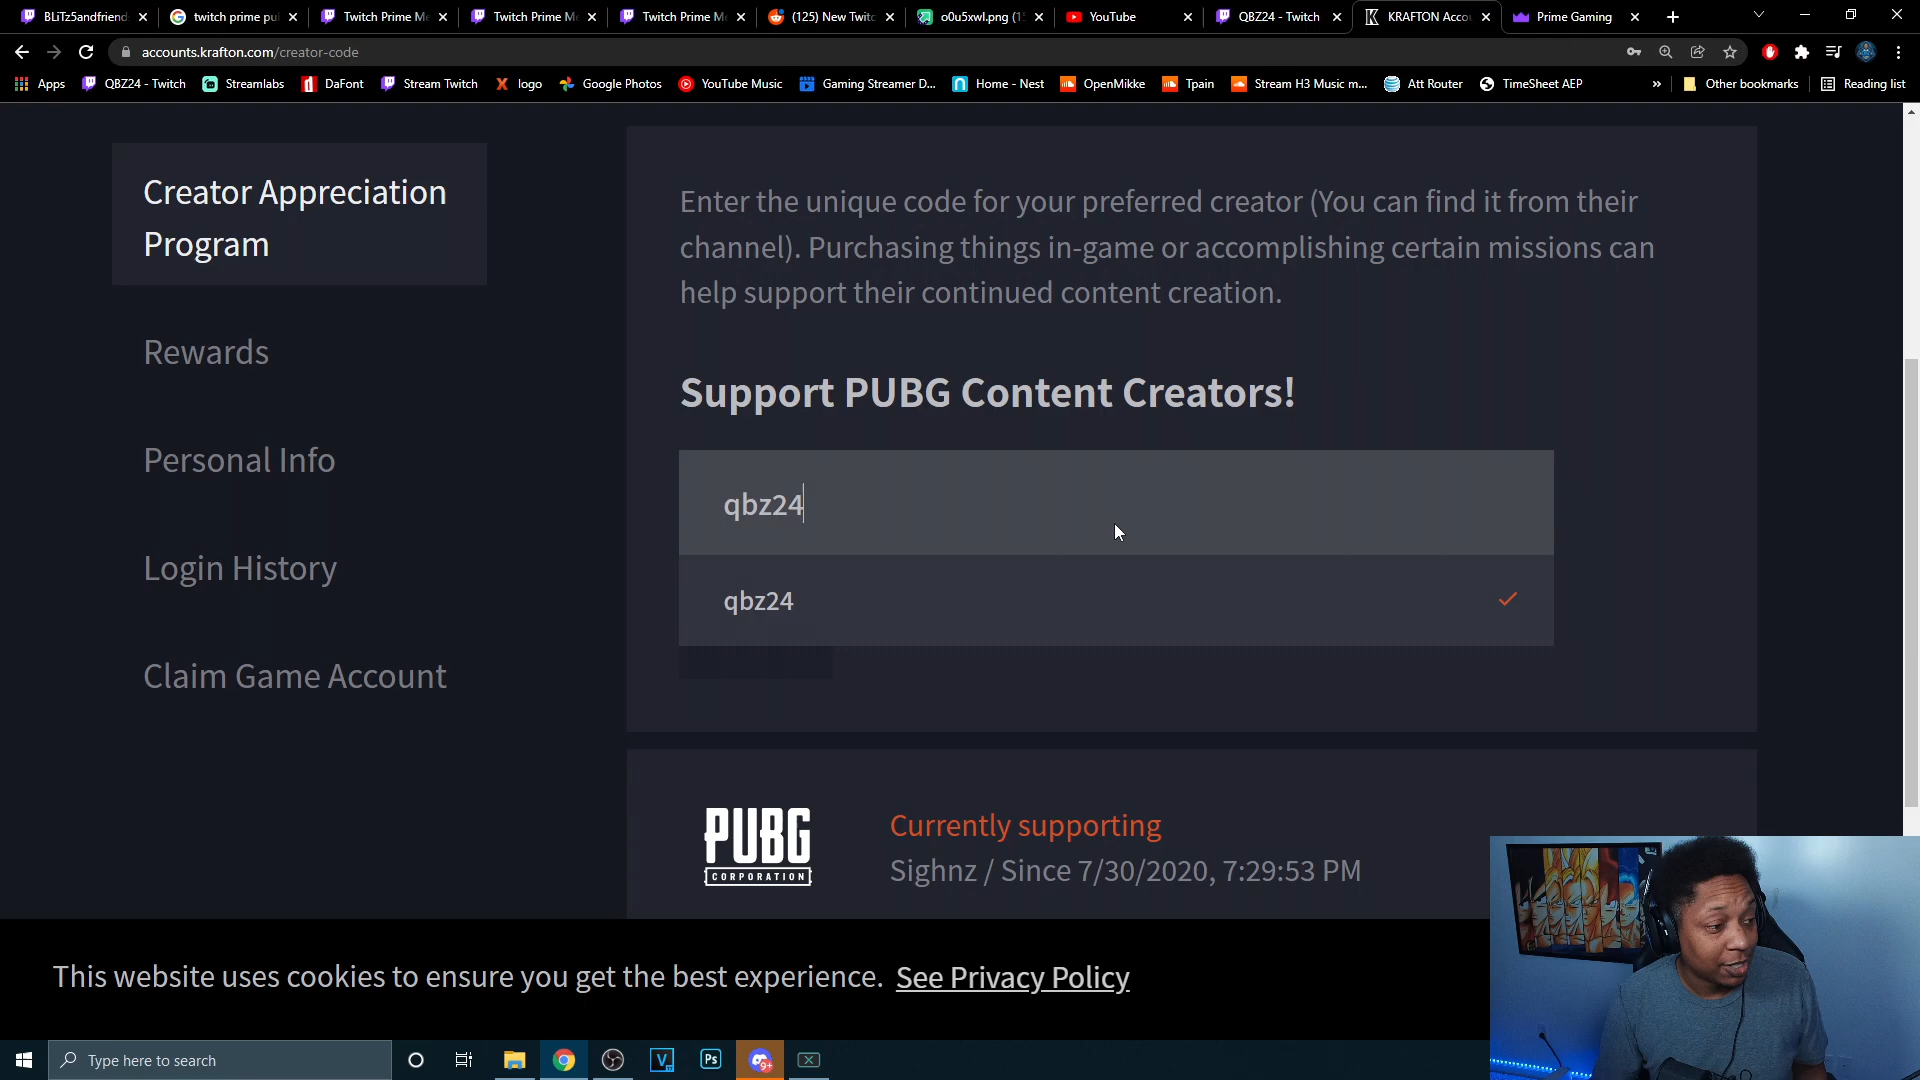 BLiTz5andfriend
twitch prime pu
Twitch Prime M
Twitch Prime M
Twitch Prime M
(125) New Twit
o0u5xwl.png (1
YouTube
QBZ24 - Twitch
KRAFTON Acco
Prime Gaming
accounts.krafton.com/creator-code
Apps
QBZ24 - Twitch
Streamlabs
DaFont
Stream Twitch
logo
Google Photos
YouTube Music
Gaming Streamer D...
Home - Nest
OpenMikke
Tpain
Stream H3 Music m...
Att Router
TimeSheet AEP
Other bookmarks
Reading list
Creator Appreciation
Program
Rewards
Personal Info
Login History
Claim Game Account
Enter the unique code for your preferred creator (You can find it from their
channel). Purchasing things in-game or accomplishing certain missions can
help support their continued content creation.
Support PUBG Content Creators!
qbz24
qbz24
PUBG
CORPORATION
Currently supporting
Sighnz / Since 7/30/2020, 7:29:53 PM
This website uses cookies to ensure you get the best experience. See Privacy Policy
Type here to search
Ps
9+